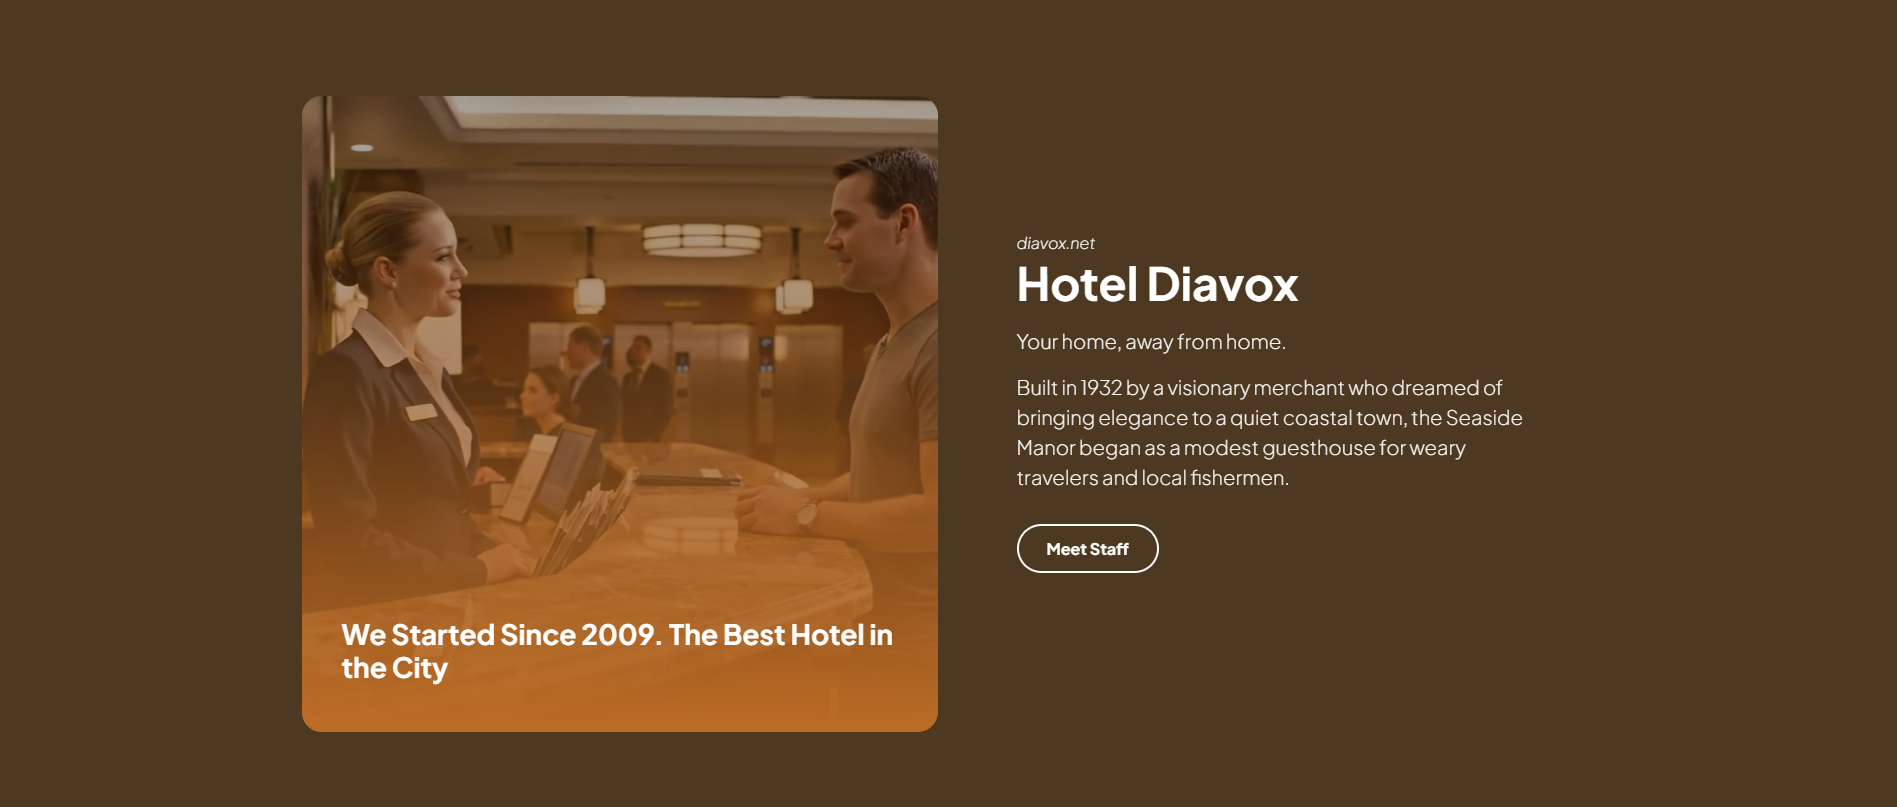 We Started Since 2009. The Best Hotel in
the City
diavox.net
Hotel Diavox
Your home, away from home.
Built in 1932 by a visionary merchant who dreamed of
bringing elegance to a quiet coastal town, the Seaside
Manor began as a modest guesthouse for weary
travelers and local fishermen.
Meet Staff